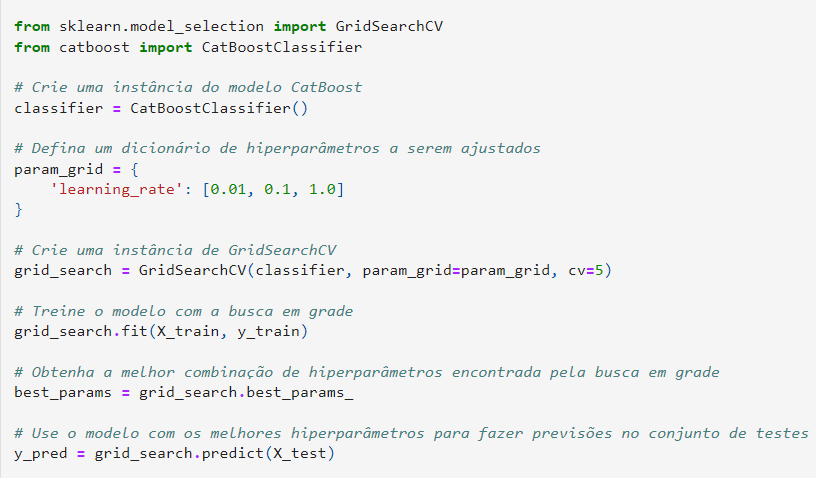 from sklearn.model_selection import GridSearchCV
from catboost import CatBoostClassifier
# Crie uma instância do modelo CatBoost
classifier = CatBoostClassifier()
# Defina um dicionário de hiperparâmetros a serem ajustados
param_grid = {
    'learning_rate': [0.01, 0.1, 1.0]
}
# Crie uma instância de GridSearchCV
grid_search = GridSearchCV(classifier, param_grid=param_grid, cv=5)
# Treine o modelo com a busca em grade
grid_search.fit(X_train, y_train)
# Obtenha a melhor combinação de hiperparâmetros encontrada pela busca em grade
best_params = grid_search.best_params_
# Use o modelo com os melhores hiperparâmetros para fazer previsões no conjunto de testes
y_pred = grid_search.predict(X_test)